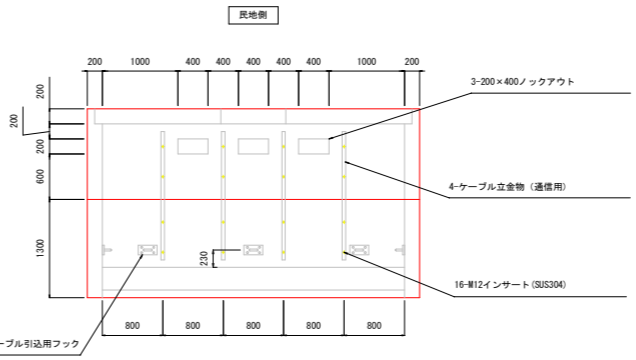 民地側
200 1000 400 400 400 400 400 1000 200
3-200×400ノックアウト
200
200
200
600
4-ケーブル立金物（通信用）
1300
230
16-M12インサート(SUS304)
800 800 800 800 800
ーブル引込用フック